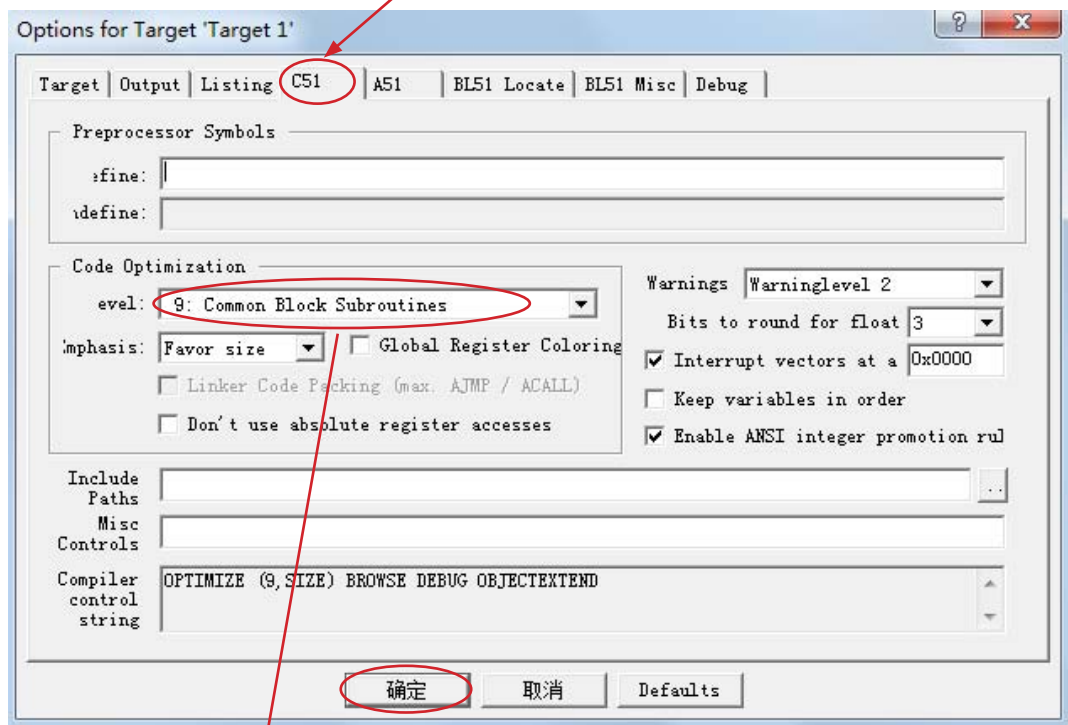 Options for Target 'Target 1'
Target Output Listing C51 A51 BL51 Locate BL51 Misc Debug
Preprocessor Symbols
efine:
define:
Code Optimization
evel: 9: Common Block Subroutines
Warnings Warninglevel 2
Bits to round for float 3
mphasis: Favor size Global Register Coloring
Interrupt vectors at a 0x0000
Linker Code Packing (max. AJMP / ACALL)
Keep variables in order
Don't use absolute register accesses
Enable ANSI integer promotion rul
Include
Paths
..
Misc
Controls
Compiler
control
string
OPTIMIZE (9,SIZE) BROWSE DEBUG OBJECTEXTEND
确定 取消 Defaults